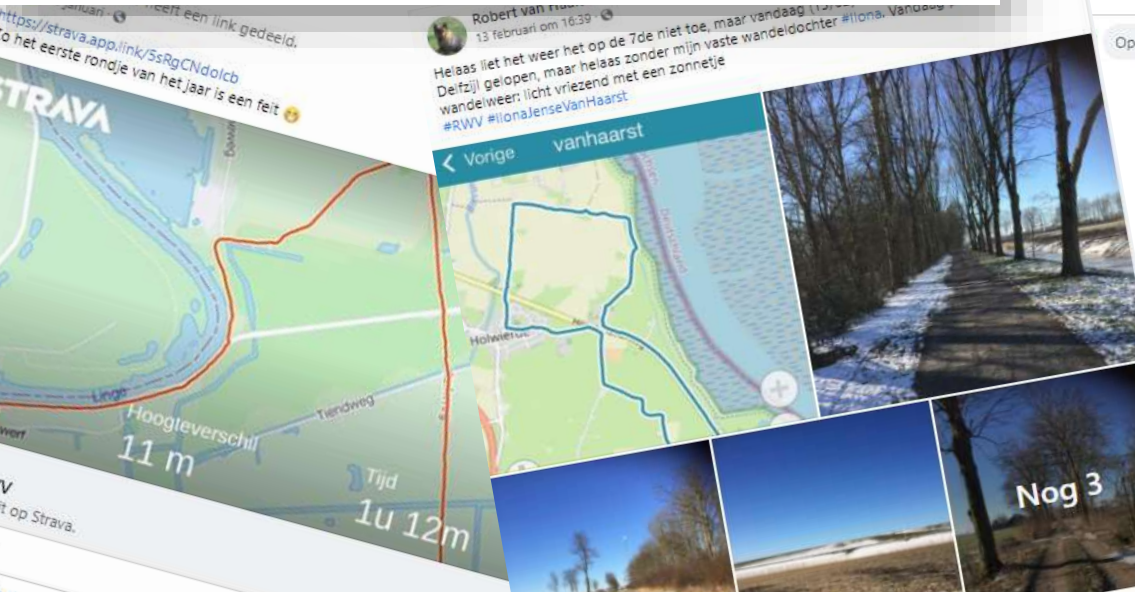 januari ·
heeft een link gedeeld.
https://strava.app.link/5sRgCNdolcb
Zo het eerste rondje van het jaar is een feit
STRAVA
Linge
Tiendweg
Hoogteverschil
11 m
Tijd
1u 12m
op Strava.
Robert van
13 februari om 16:39 ·
Helaas liet het weer het op de 7de niet toe, maar vandaag
Delfzijl gelopen, maar helaas zonder mijn vaste wandeldochter #Ilona. Vandaag
wandelweer: licht vriezend met een zonnetje
#RWV #IlonaJenseVanHaarst
Vorige vanhaarst
Deutschland
Holwierde
Nog 3
Op